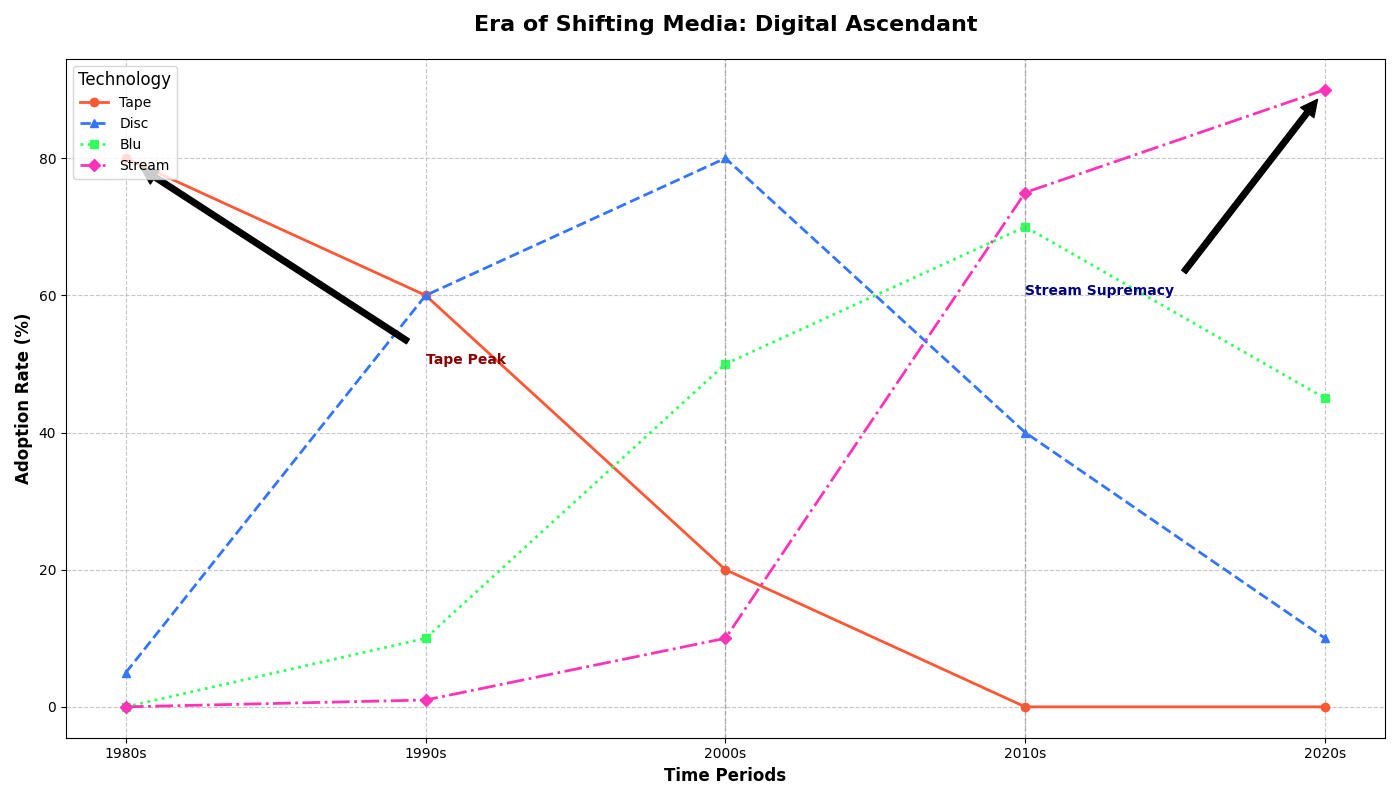 Era of Shifting Media: Digital Ascendant
Technology
Tape
Disc
Blu
Stream
80
60
40
20
0
Adoption Rate (%)
Tape Peak
Stream Supremacy
1980s
1990s
2000s
2010s
2020s
Time Periods